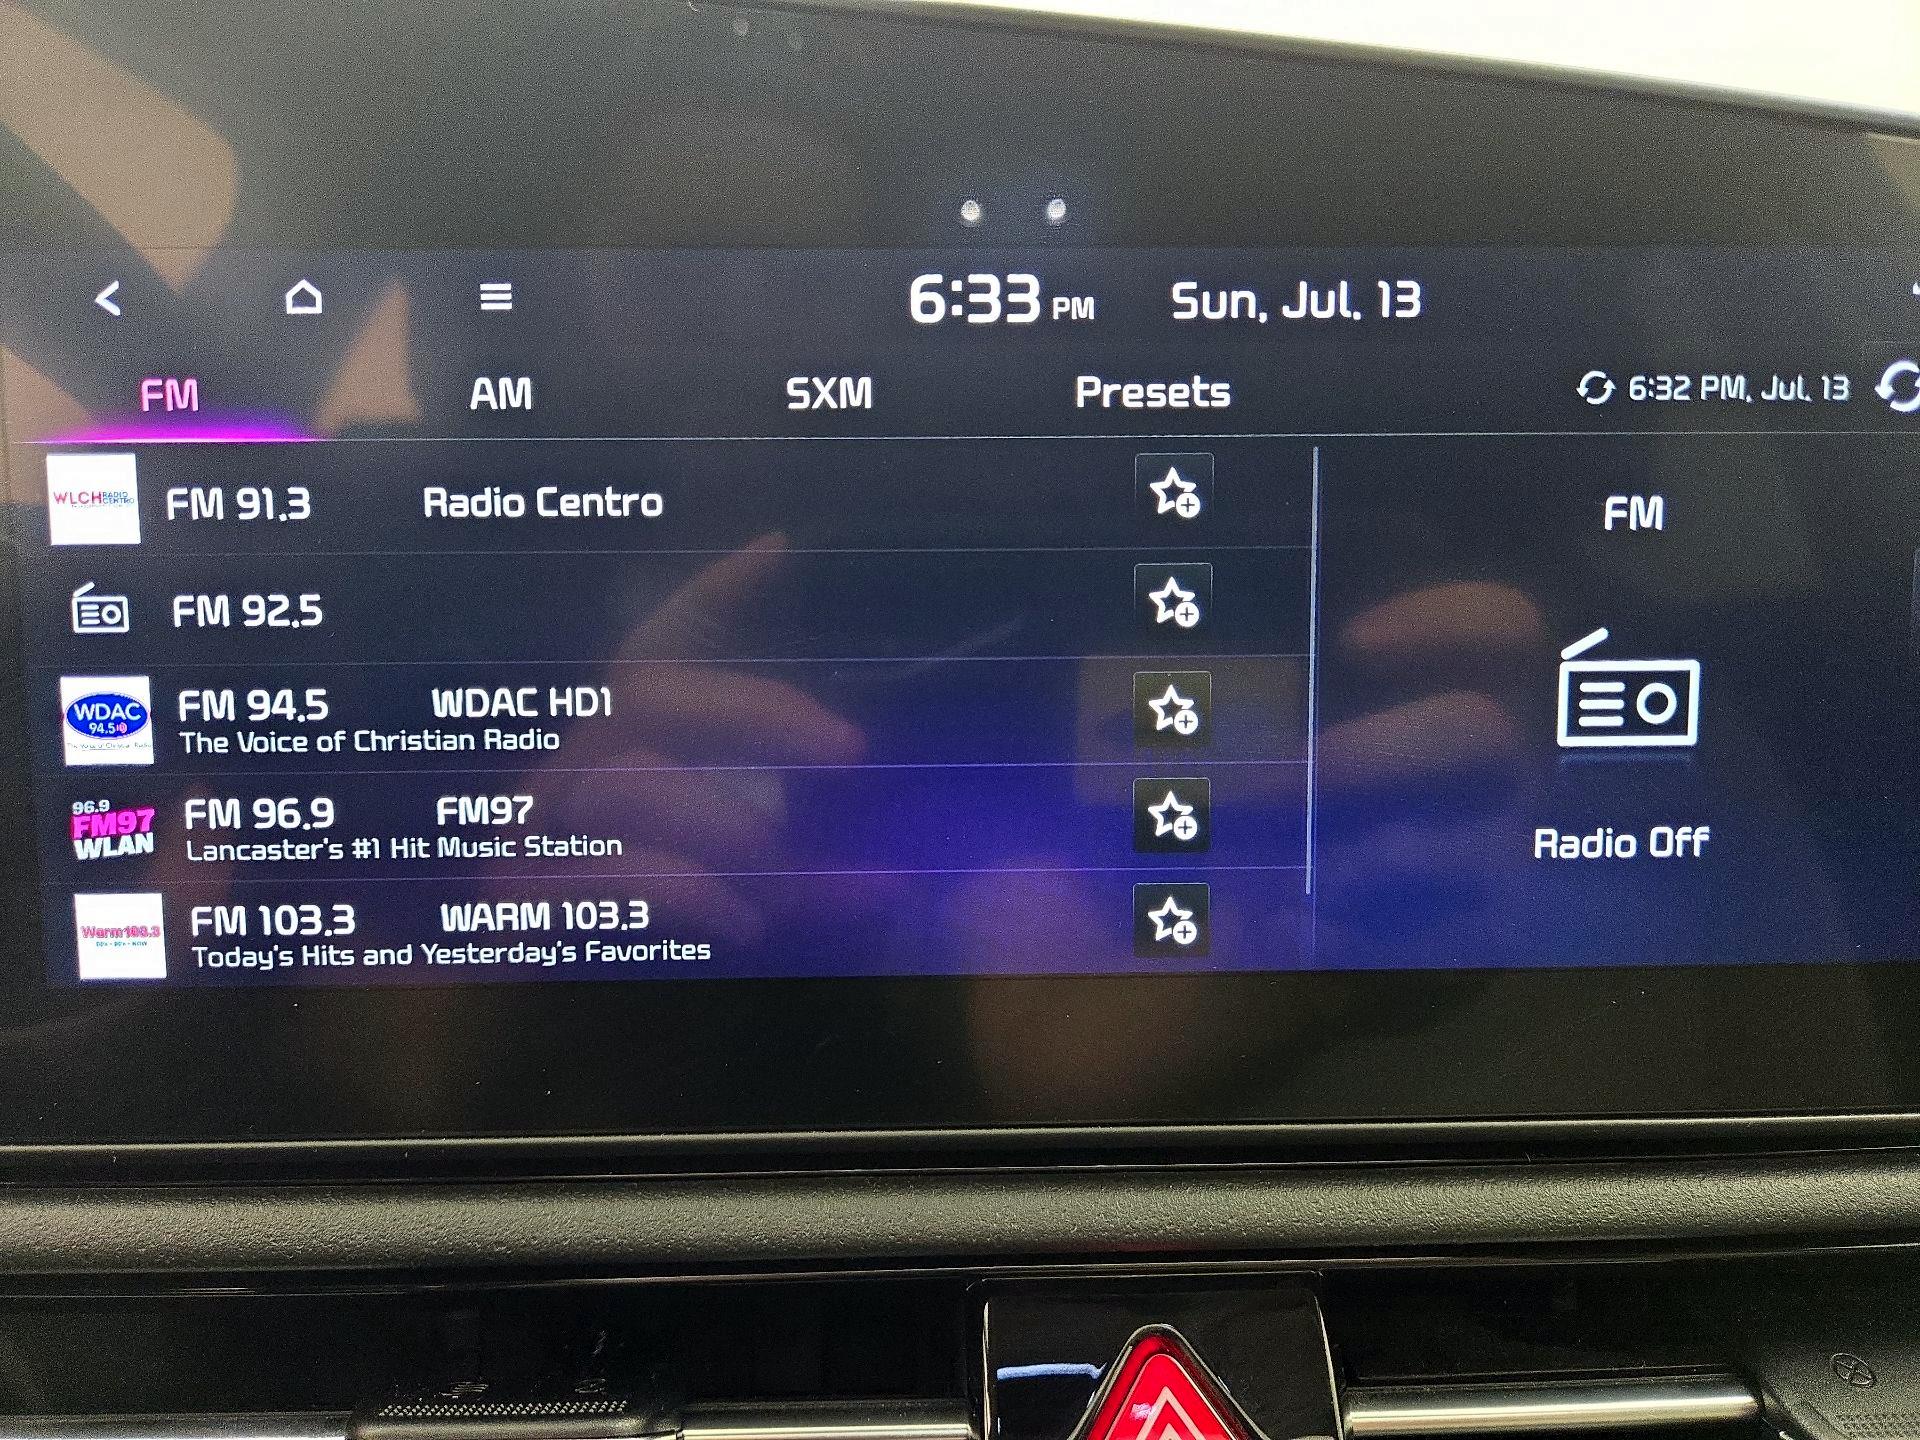 6:33 PM Sun, Jul. 13
FM AM SXM Presets 6:32 PM, Jul. 13
WLCH RADIO CENTRO FM 91.3 Radio Centro
FM 92.5
WDAC 94.5 FM 94.5 WDAC HD1
The Voice of Christian Radio
96.9 FM97 WLAN FM 96.9 FM97
Lancaster's #1 Hit Music Station
Warm103.3 FM 103.3 WARM 103.3
Today's Hits and Yesterday's Favorites
FM
Radio Off